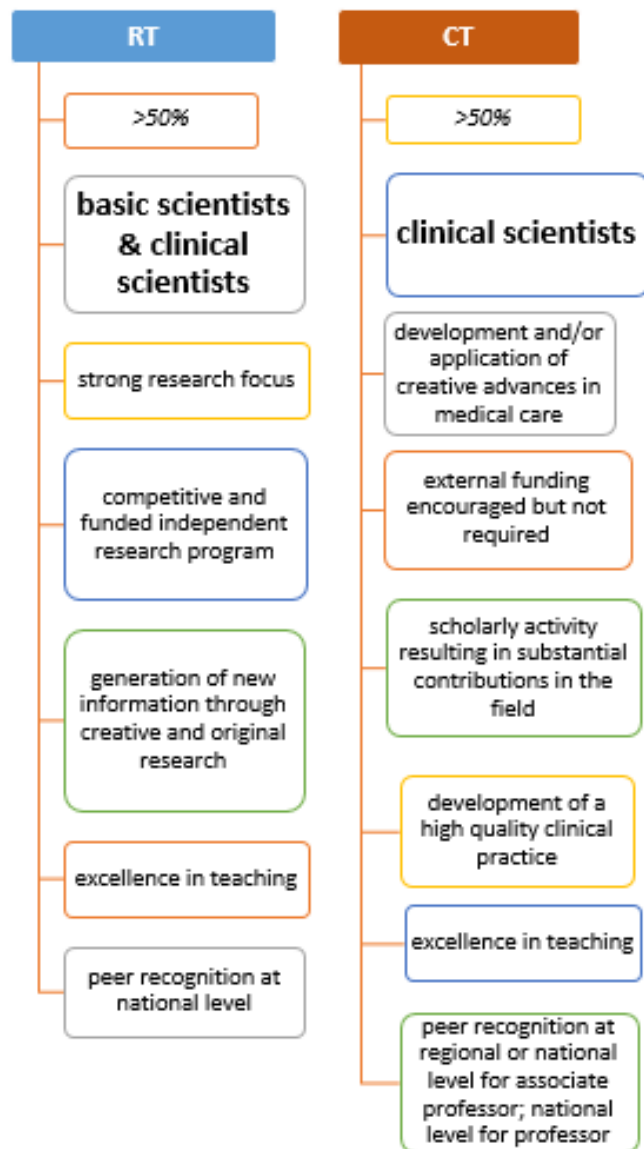 RT
>50%
basic scientists
& clinical
scientists
strong research focus
competitive and
funded independent
research program
generation of new
information through
creative and original
research
excellence in teaching
peer recognition at
national level
CT
>50%
clinical scientists
development and/or
application of
creative advances in
medical care
external funding
encouraged but not
required
scholarly activity
resulting in substantial
contributions in the
field
development of a
high quality clinical
practice
excellence in teaching
peer recognition at
regional or national
level for associate
professor; national
level for professor